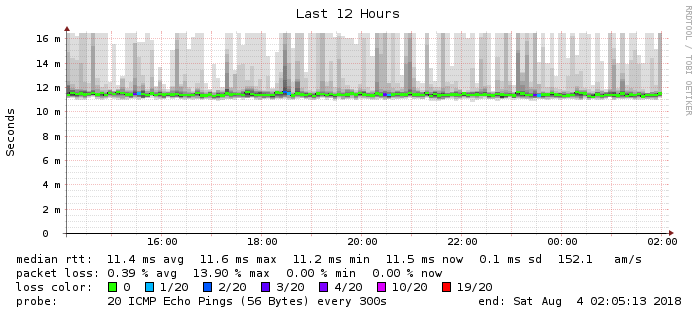 Last 12 Hours
RRDTOOL / TOBI OETIKER
Seconds
16 m
14 m
12 m
10 m
8 m
6 m
4 m
2 m
0
16:00 18:00 20:00 22:00 00:00 02:00
median rtt: 11.4 ms avg 11.6 ms max 11.2 ms min 11.5 ms now 0.1 ms sd 152.1 am/s
packet loss: 0.39 % avg 13.90 % max 0.00 % min 0.00 % now
loss color: 0 1/20 2/20 3/20 4/20 10/20 19/20
probe: 20 ICMP Echo Pings (56 Bytes) every 300s end: Sat Aug 4 02:05:13 2018